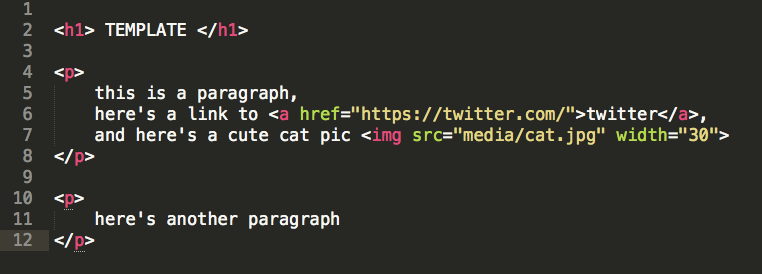 1
2 <h1> TEMPLATE </h1>
3
4 <p>
5 this is a paragraph,
6 here's a link to <a href="https://twitter.com/">twitter</a>,
7 and here's a cute cat pic <img src="media/cat.jpg" width="30">
8 </p>
9
10 <p>
11 here's another paragraph
12 </p>